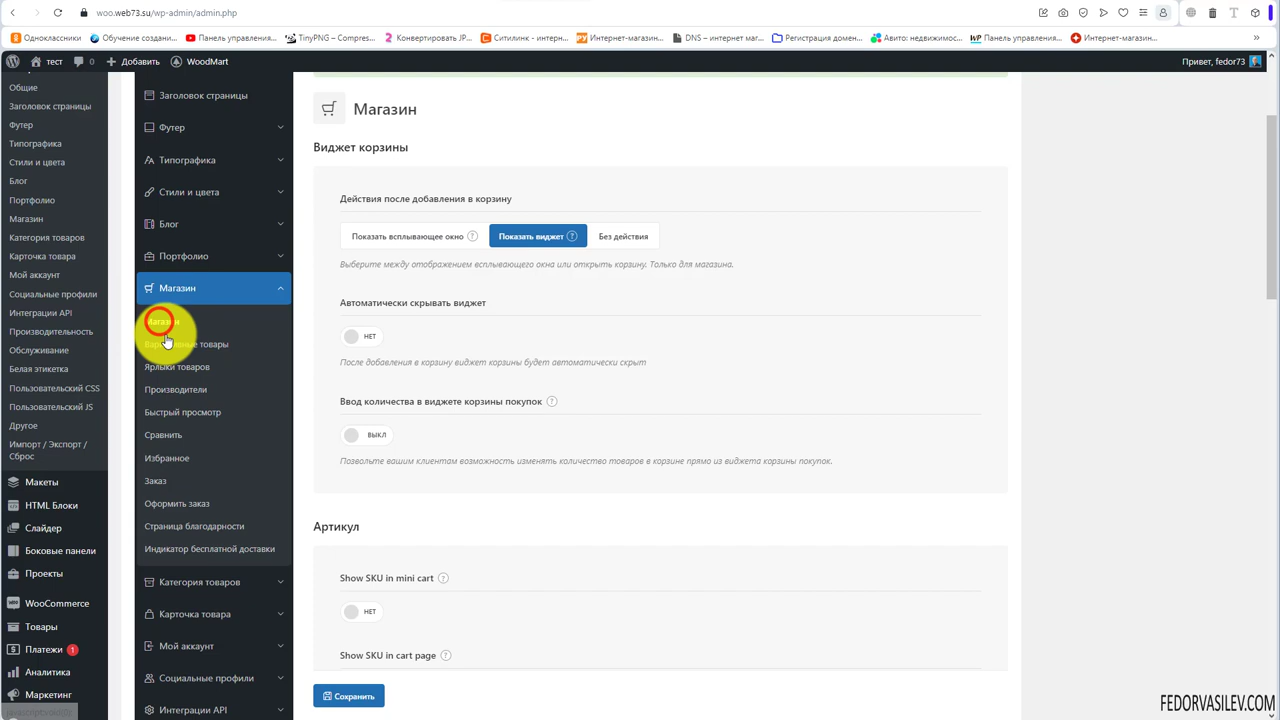 woo.web73.su/wp-admin/admin.php
Одноклассники
Обучение создани...
Панель управления...
TinyPNG – Compres...
Конвертировать JP...
Ситилинк - интерн...
Интернет-магазин...
DNS – интернет маг...
Регистрация домен...
Авито: недвижимос...
Панель управления...
Интернет-магазин...
тест
0
Добавить
WoodMart
Привет, fedor73
Общие
Заголовок страницы
Футер
Типографика
Стили и цвета
Блог
Портфолио
Магазин
Категория товаров
Карточка товара
Мой аккаунт
Социальные профили
Интеграции API
Производительность
Обслуживание
Белая этикетка
Пользовательский CSS
Пользовательский JS
Другое
Импорт / Экспорт /
Сброс
Макеты
HTML Блоки
Слайдер
Боковые панели
Проекты
WooCommerce
Товары
Платежи 1
Аналитика
Маркетинг
Заголовок страницы
Футер
Типографика
Стили и цвета
Блог
Портфолио
Магазин
Магазин
Ярлыки товаров
Производители
Быстрый просмотр
Сравнить
Избранное
Заказ
Оформить заказ
Страница благодарности
Индикатор бесплатной доставки
Категория товаров
Карточка товара
Мой аккаунт
Социальные профили
Интеграции API
Магазин
Виджет корзины
Действия после добавления в корзину
Показать всплывающее окно ?
Показать виджет ?
Без действия
Выберите между отображением всплывающего окна или открыть корзину. Только для магазина.
Автоматически скрывать виджет
НЕТ
После добавления в корзину виджет корзины будет автоматически скрыт
Ввод количества в виджете корзины покупок ?
ВЫКЛ
Позвольте вашим клиентам возможность изменять количество товаров в корзине прямо из виджета корзины покупок.
Артикул
Show SKU in mini cart ?
НЕТ
Show SKU in cart page ?
Сохранить
FEDORVASILEV.COM